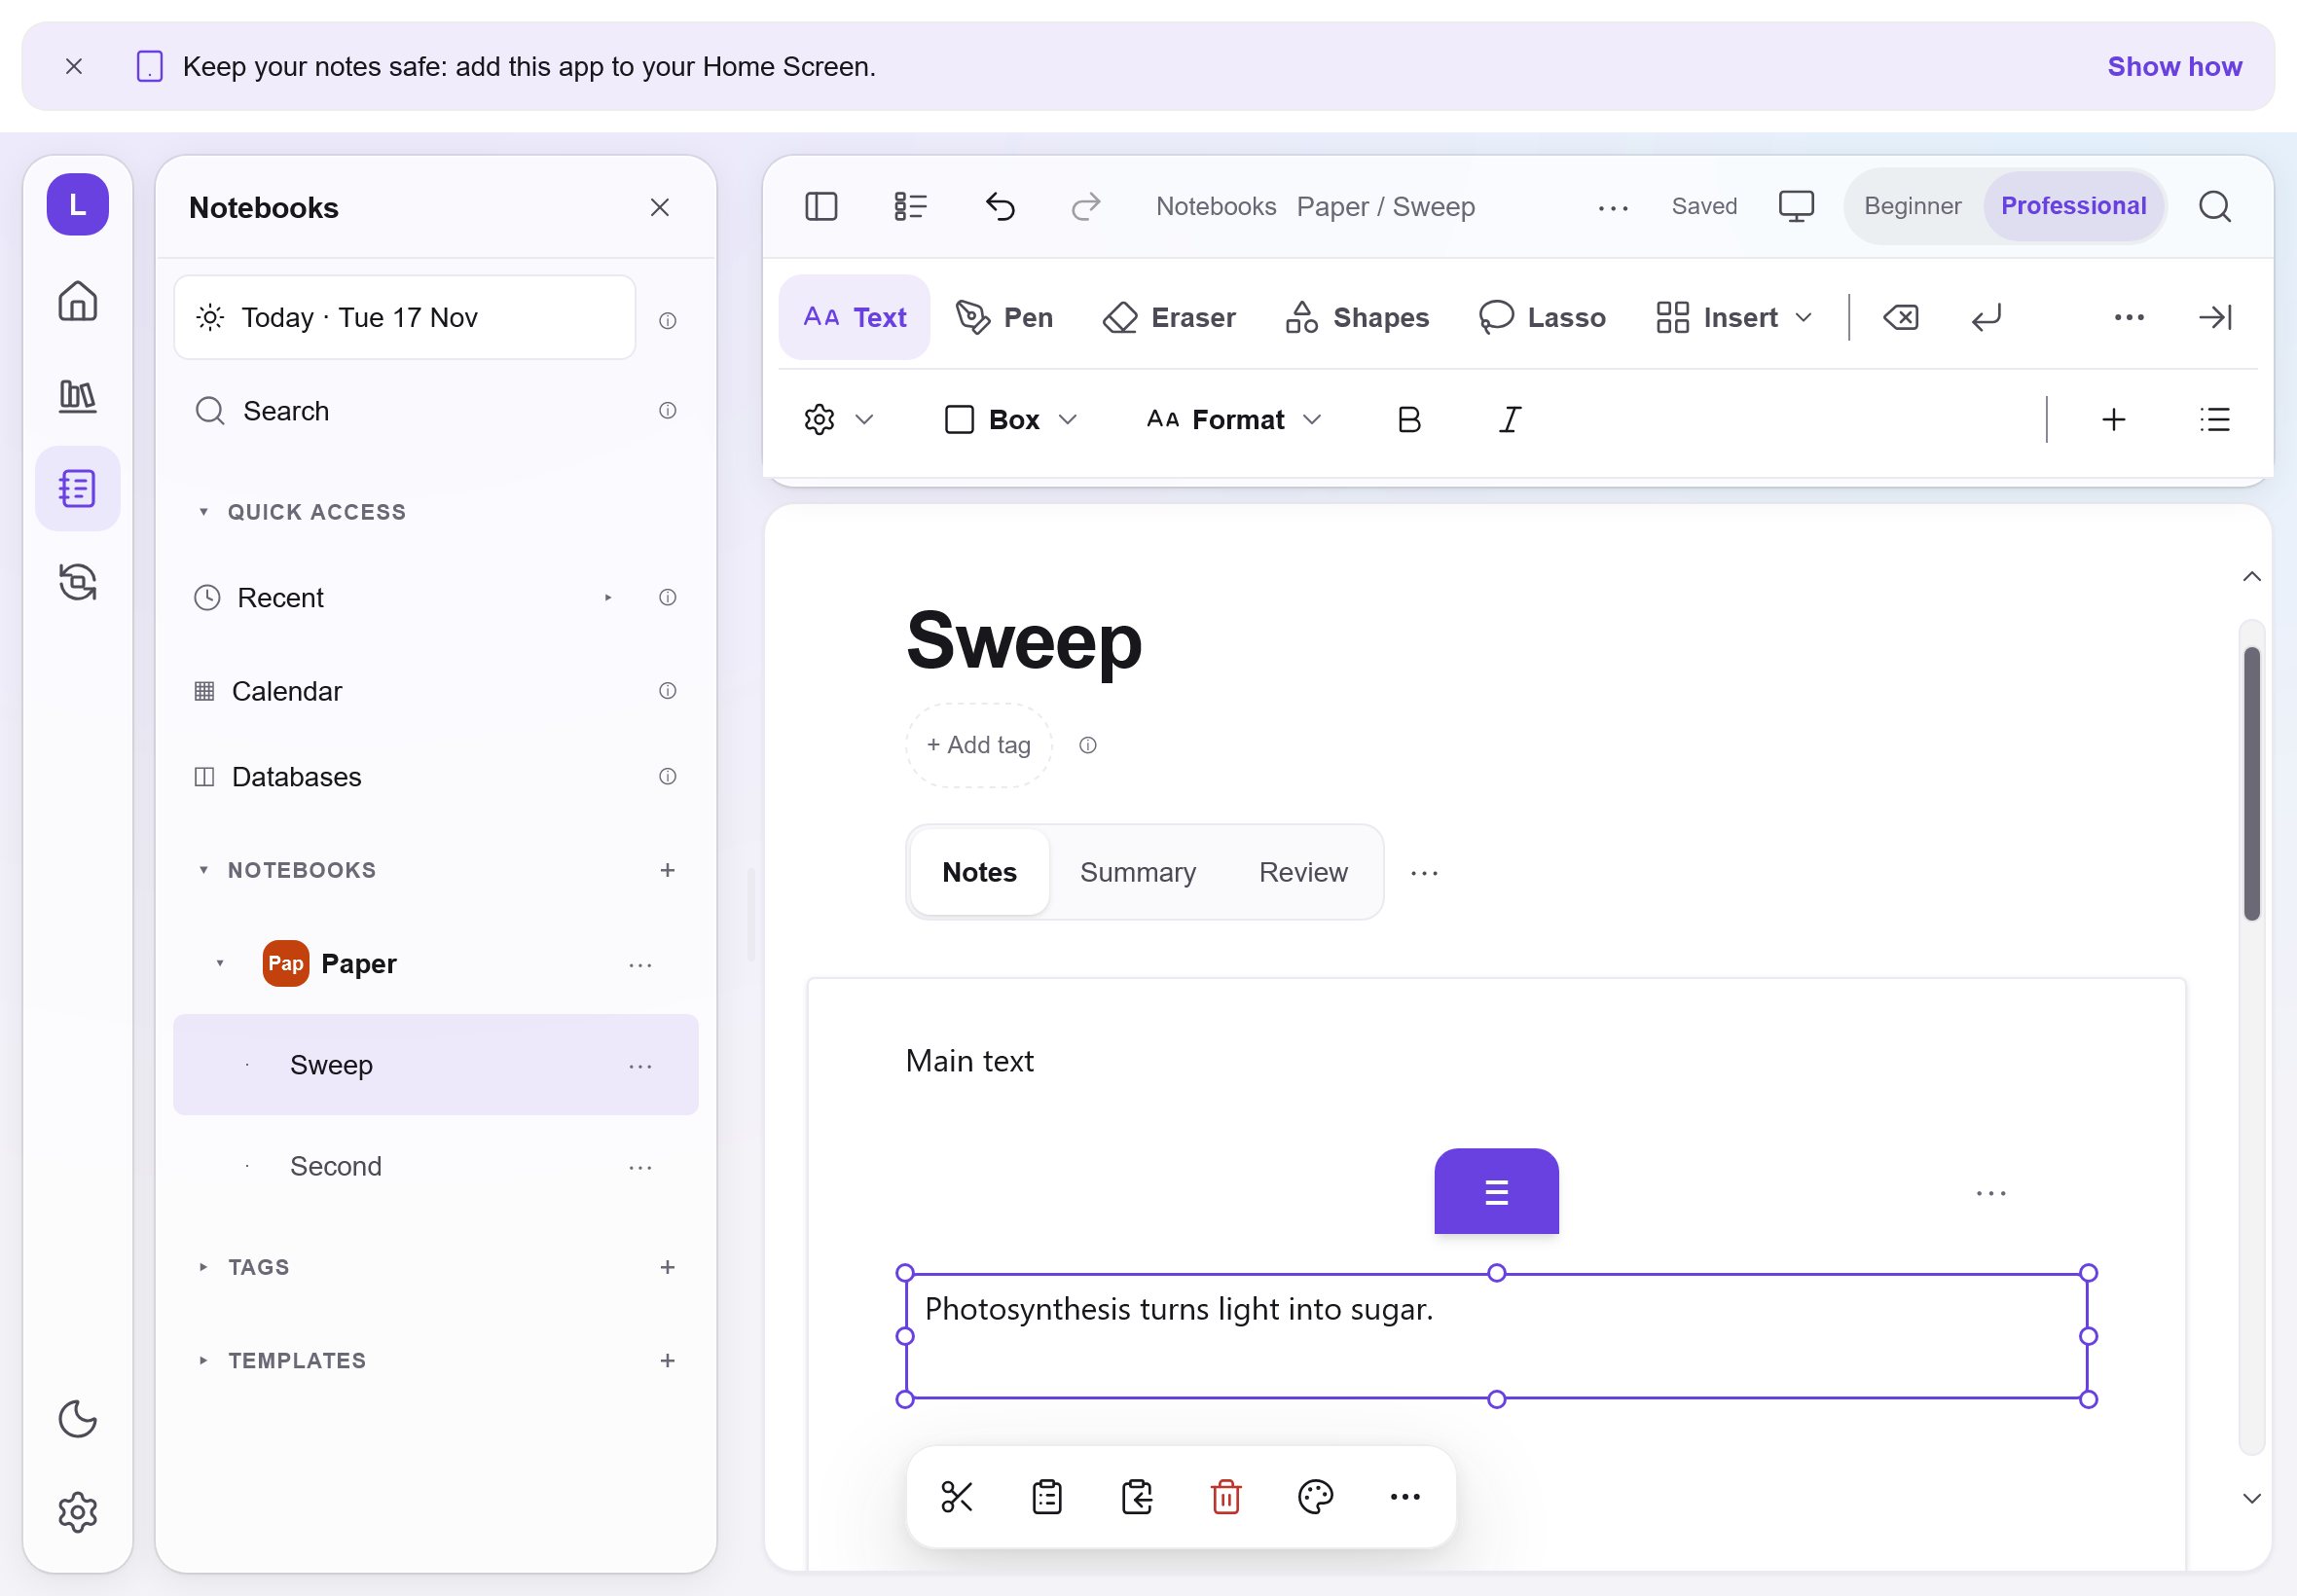 Keep your notes safe: add this app to your Home Screen.
Show how
L
Notebooks
Today · Tue 17 Nov
Search
QUICK ACCESS
Recent
Calendar
Databases
NOTEBOOKS
Pap Paper
Sweep
Second
TAGS
TEMPLATES
Notebooks Paper / Sweep
Saved
Beginner
Professional
Text
Pen
Eraser
Shapes
Lasso
Insert
Box
Format
B
I
Sweep
+ Add tag
Notes
Summary
Review
Main text
Photosynthesis turns light into sugar.